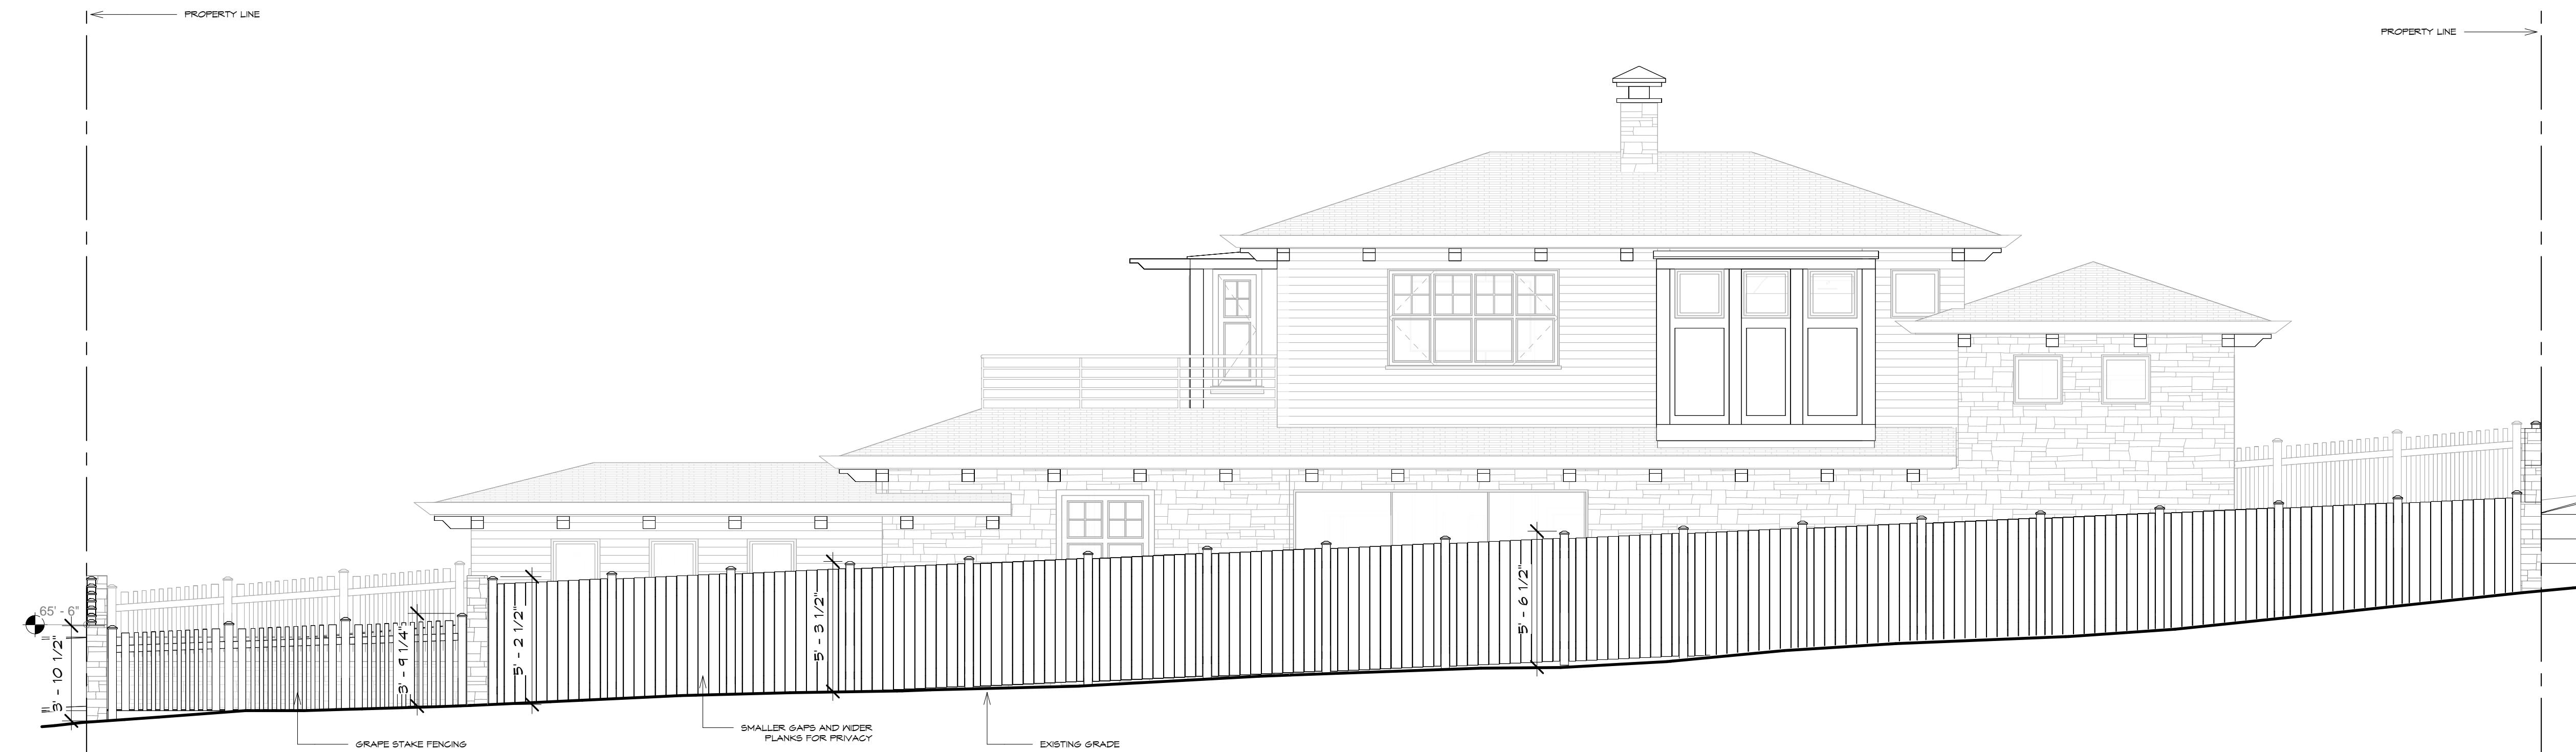 PROPERTY LINE
PROPERTY LINE
65' - 6"
3' - 10 1/2"
3' - 9 1/4"
5' - 2 1/2"
5' - 3 1/2"
5' - 6 1/2"
SMALLER GAPS AND WIDER
PLANKS FOR PRIVACY
GRAPE STAKE FENCING
EXISTING GRADE